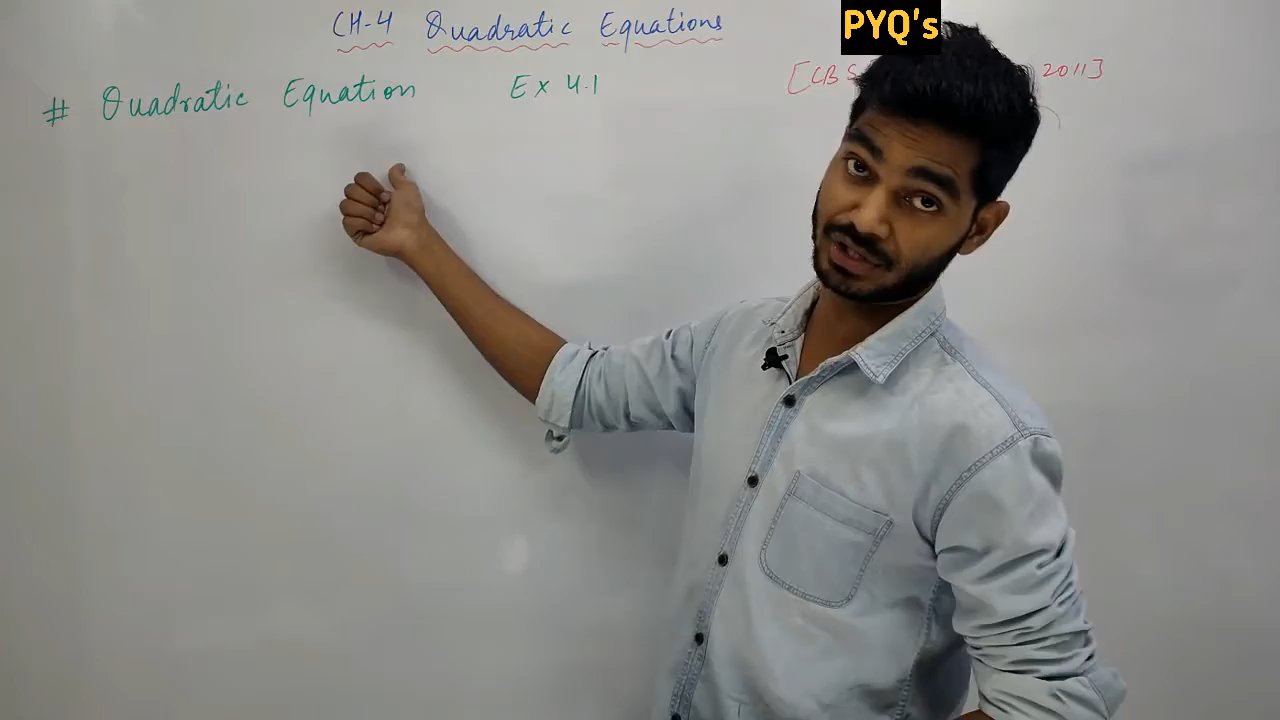 CH-4 Quadratic Equations
PYQ's
[CBS 2011]
# Quadratic Equation Ex 4.1